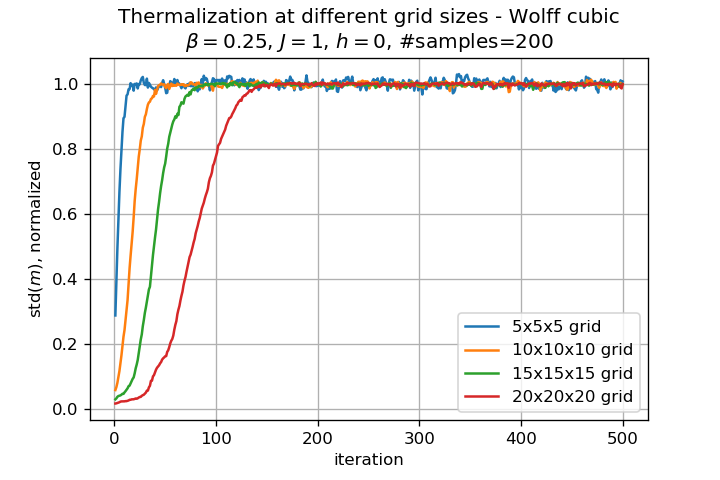 Thermalization at different grid sizes - Wolff cubic
β = 0.25, J = 1, h = 0, #samples=200
std(m), normalized
1.0
0.8
0.6
0.4
0.2
0.0
5x5x5 grid
10x10x10 grid
15x15x15 grid
20x20x20 grid
0 100 200 300 400 500
iteration